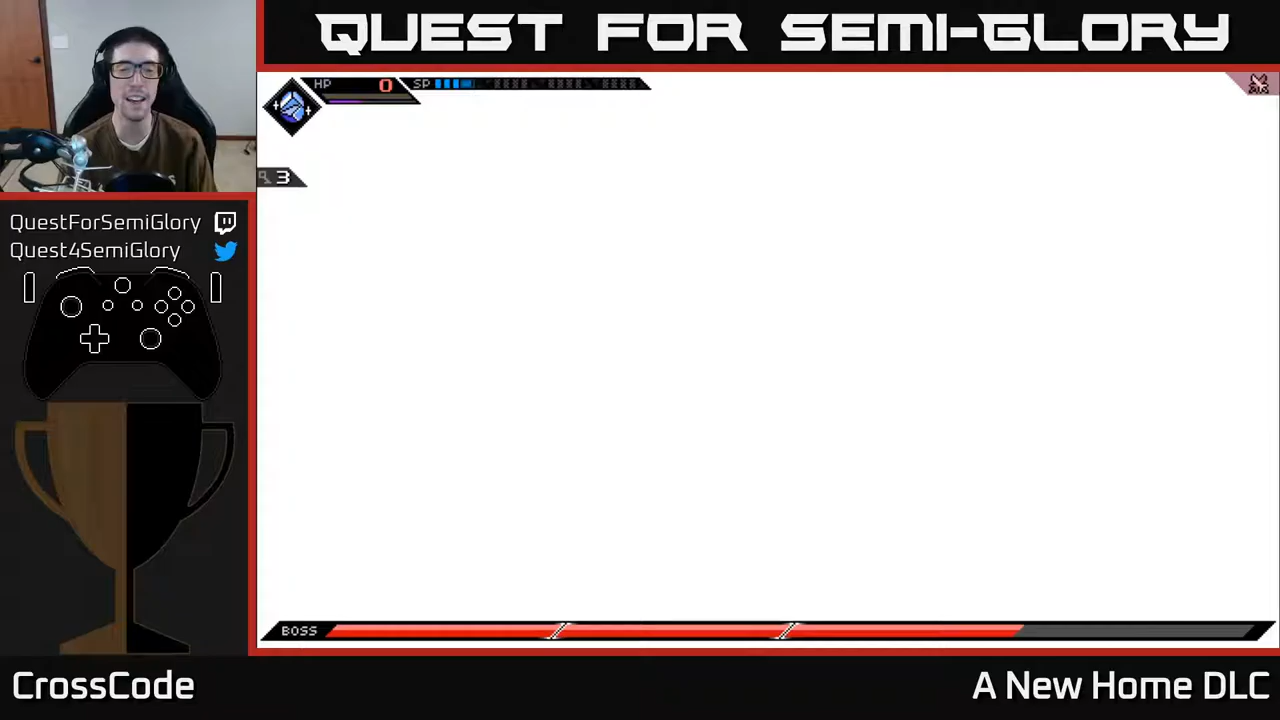 QUEST FOR SEMI-GLORY
HP 0 SP
3
QuestForSemiGlory
Quest4SemiGlory
BOSS
CrossCode
A New Home DLC